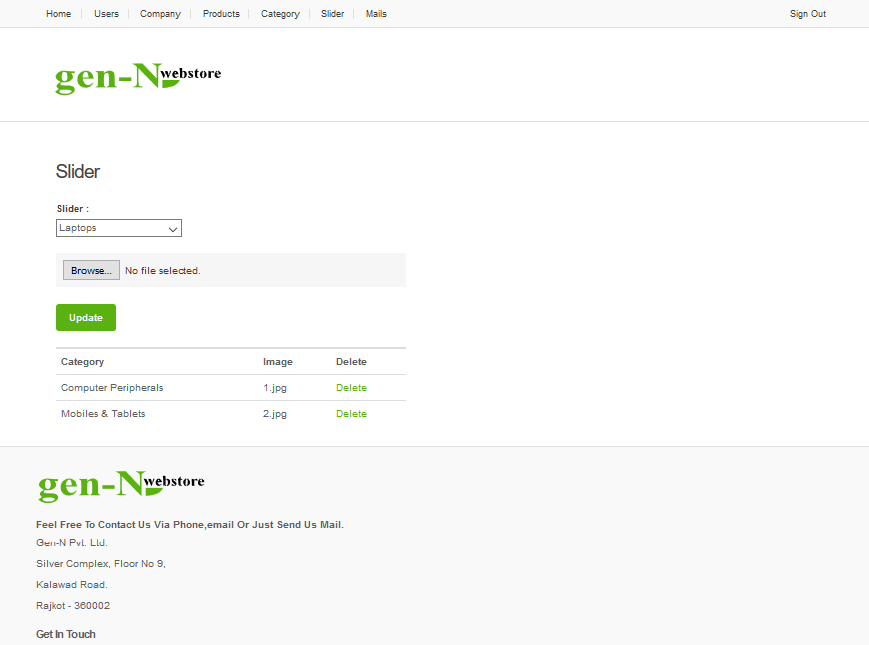 Home Users Company Products Category Slider Mails Sign Out
gen-N webstore
Slider
Slider :
Laptops
Browse... No file selected.
Update
Category Image Delete
Computer Peripherals 1.jpg Delete
Mobiles & Tablets 2.jpg Delete
gen-N webstore
Feel Free To Contact Us Via Phone,email Or Just Send Us Mail.
Gen-N Pvt. Ltd.
Silver Complex, Floor No 9,
Kalawad Road.
Rajkot - 360002
Get In Touch